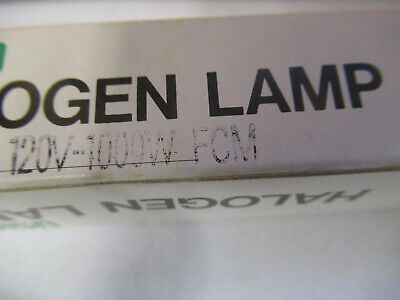 OGEN LAMP
120V-1000W FCM
HALOGEN LA